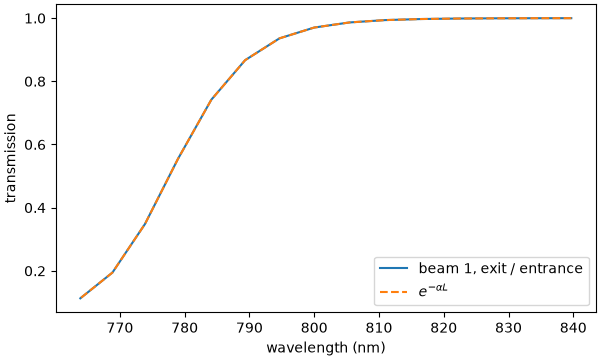 1.0
0.8
0.6
0.4
0.2
transmission
770 780 790 800 810 820 830 840
wavelength (nm)
beam 1, exit / entrance
e^{-αL}